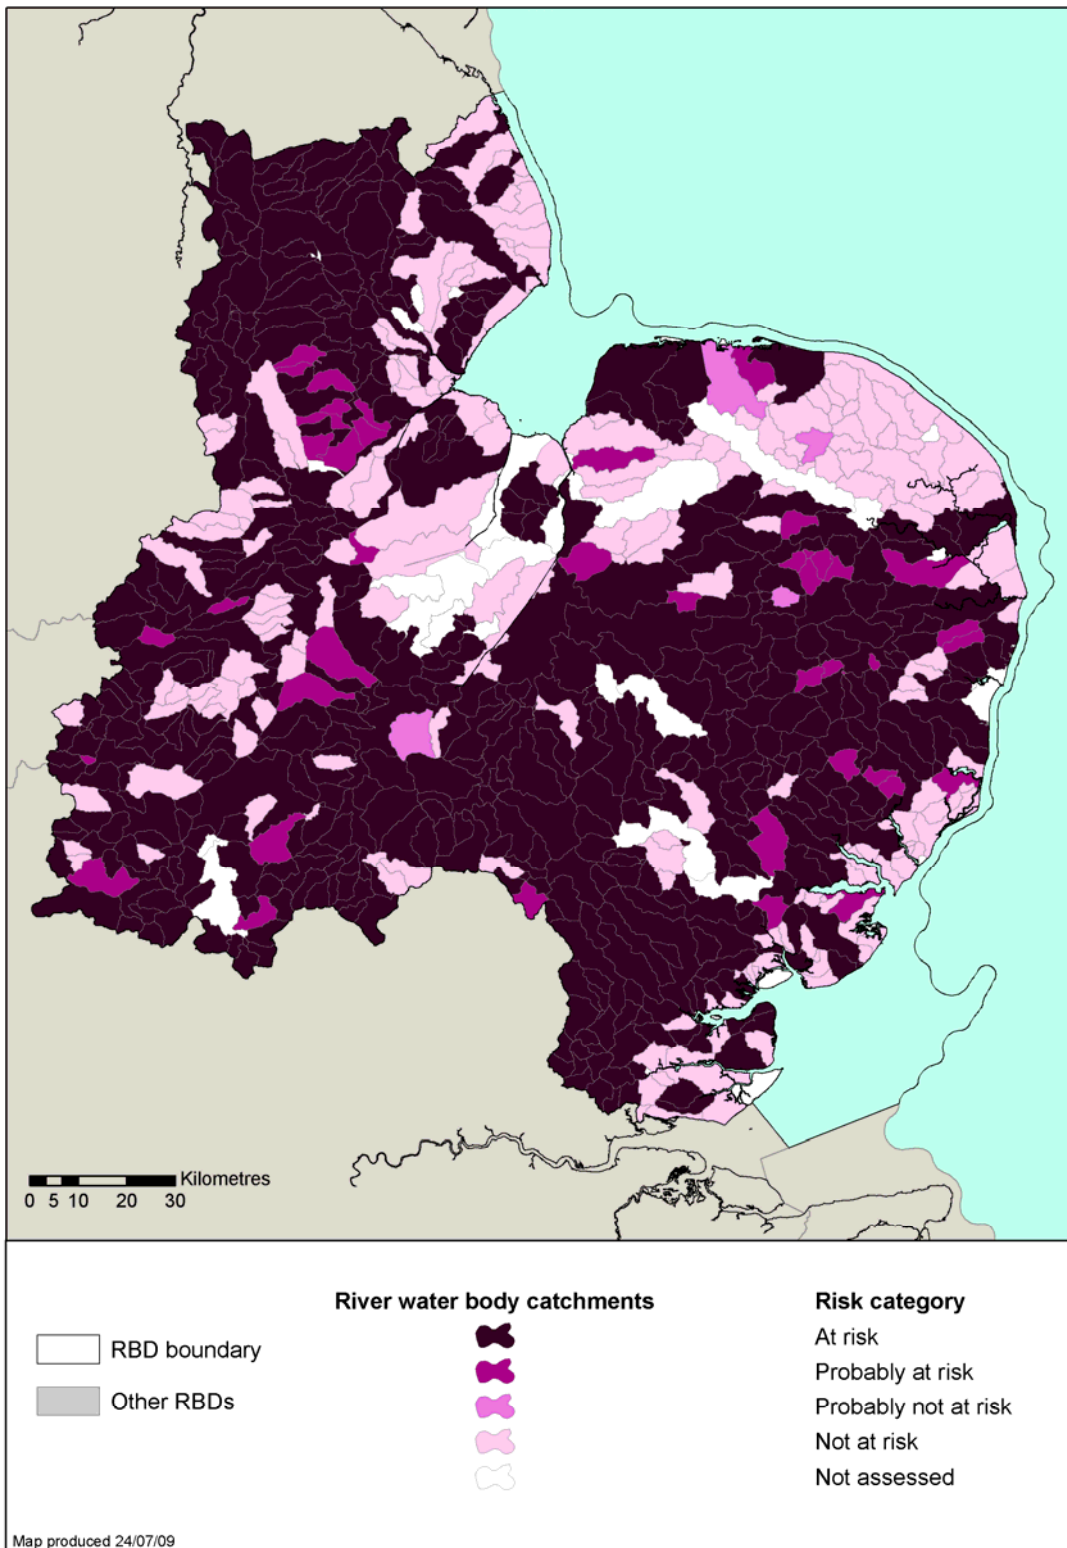 Kilometres
0 5 10 20 30
River water body catchments
Risk category
RBD boundary
Other RBDs
At risk
Probably at risk
Probably not at risk
Not at risk
Not assessed
Map produced 24/07/09